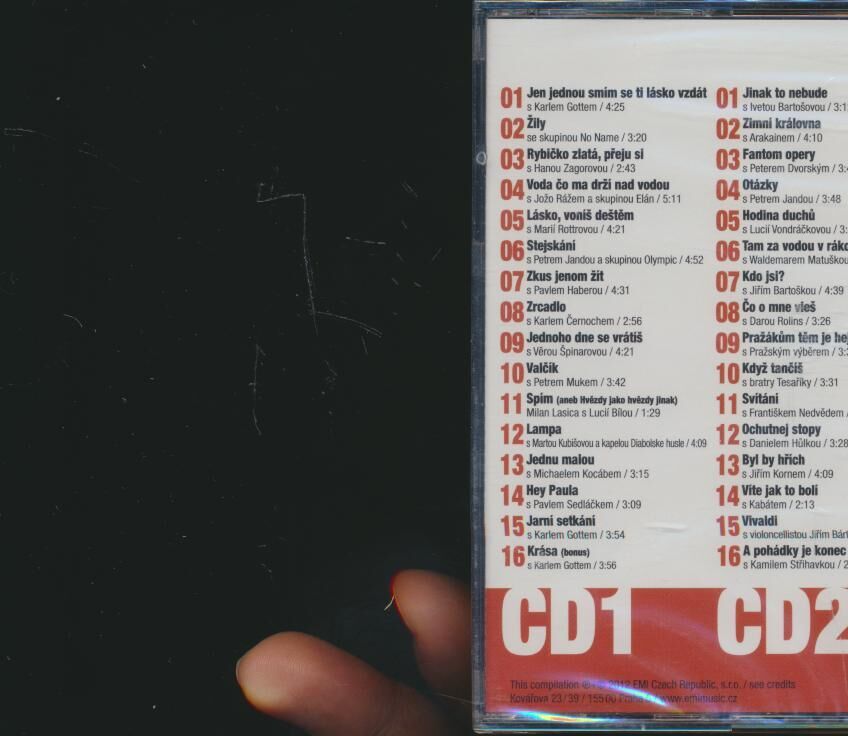 01 Jen jednou smím se ti lásko vzdát
s Karlem Gottem / 4:25
02 Žily
se skupinou No Name / 3:20
03 Rybičko zlatá, přeju si
s Hanou Zagorovou / 2:43
04 Voda čo ma drží nad vodou
s Jožo Rážem a skupinou Elán / 5:11
05 Lásko, voníš deštěm
s Marií Rottrovou / 4:21
06 Stejskání
s Petrem Jandou a skupinou Olympic / 4:52
07 Zkus jenom žít
s Pavlem Haberou / 4:31
08 Zrcadlo
s Karlem Černochem / 2:56
09 Jednoho dne se vrátíš
s Věrou Špinarovou / 4:21
10 Valčík
s Petrem Mukem / 3:42
11 Spím (aneb Hvězdy jako hvězdy jinak)
Milan Lasica s Lucií Bílou / 1:29
12 Lampa
s Martou Kubišovou a kapelou Diabolske husle / 4:09
13 Jednu malou
s Michaelem Kocábem / 3:15
14 Hey Paula
s Pavlem Sedláčkem / 3:09
15 Jarní setkání
s Karlem Gottem / 3:54
16 Krása (bonus)
s Karlem Gottem / 3:56
CD1
01 Jinak to nebude
s Ivetou Bartošovou
02 Zimní královna
s Arakainem / 4:10
03 Fantom opery
s Peterem Dvorským
04 Otázky
s Petrem Jandou / 3:48
05 Hodina duchů
s Lucií Vondráčkovou
06 Tam za vodou v
s Waldemarem
07 Kdo jsi?
s Jiřím Bartoškou / 4:39
08 Čo o mne vieš
s Darou Rolins / 3:26
09 Pražákům těm je
s Pražským výběrem
10 Když tančíš
s bratry Tesaříky / 3:31
11 Svítání
s Františkem Nedvědem /
12 Ochutnej stopy
s Danielem Hůlkou / 3:28
13 Byl by hřích
s Jiřím Kornem / 4:09
14 Víte jak to bolí
s Kabátem / 2:13
15 Vivaldi
s violoncellistou Jiřím
16 A pohádky je konec
s Kamilem Střihavkou
CD2
This compilation ℗ / © 2012 EMI Czech Republic, s.r.o. / see credits
Kovářova 23/39 / 155 00 Praha 5 / www.emimusic.cz